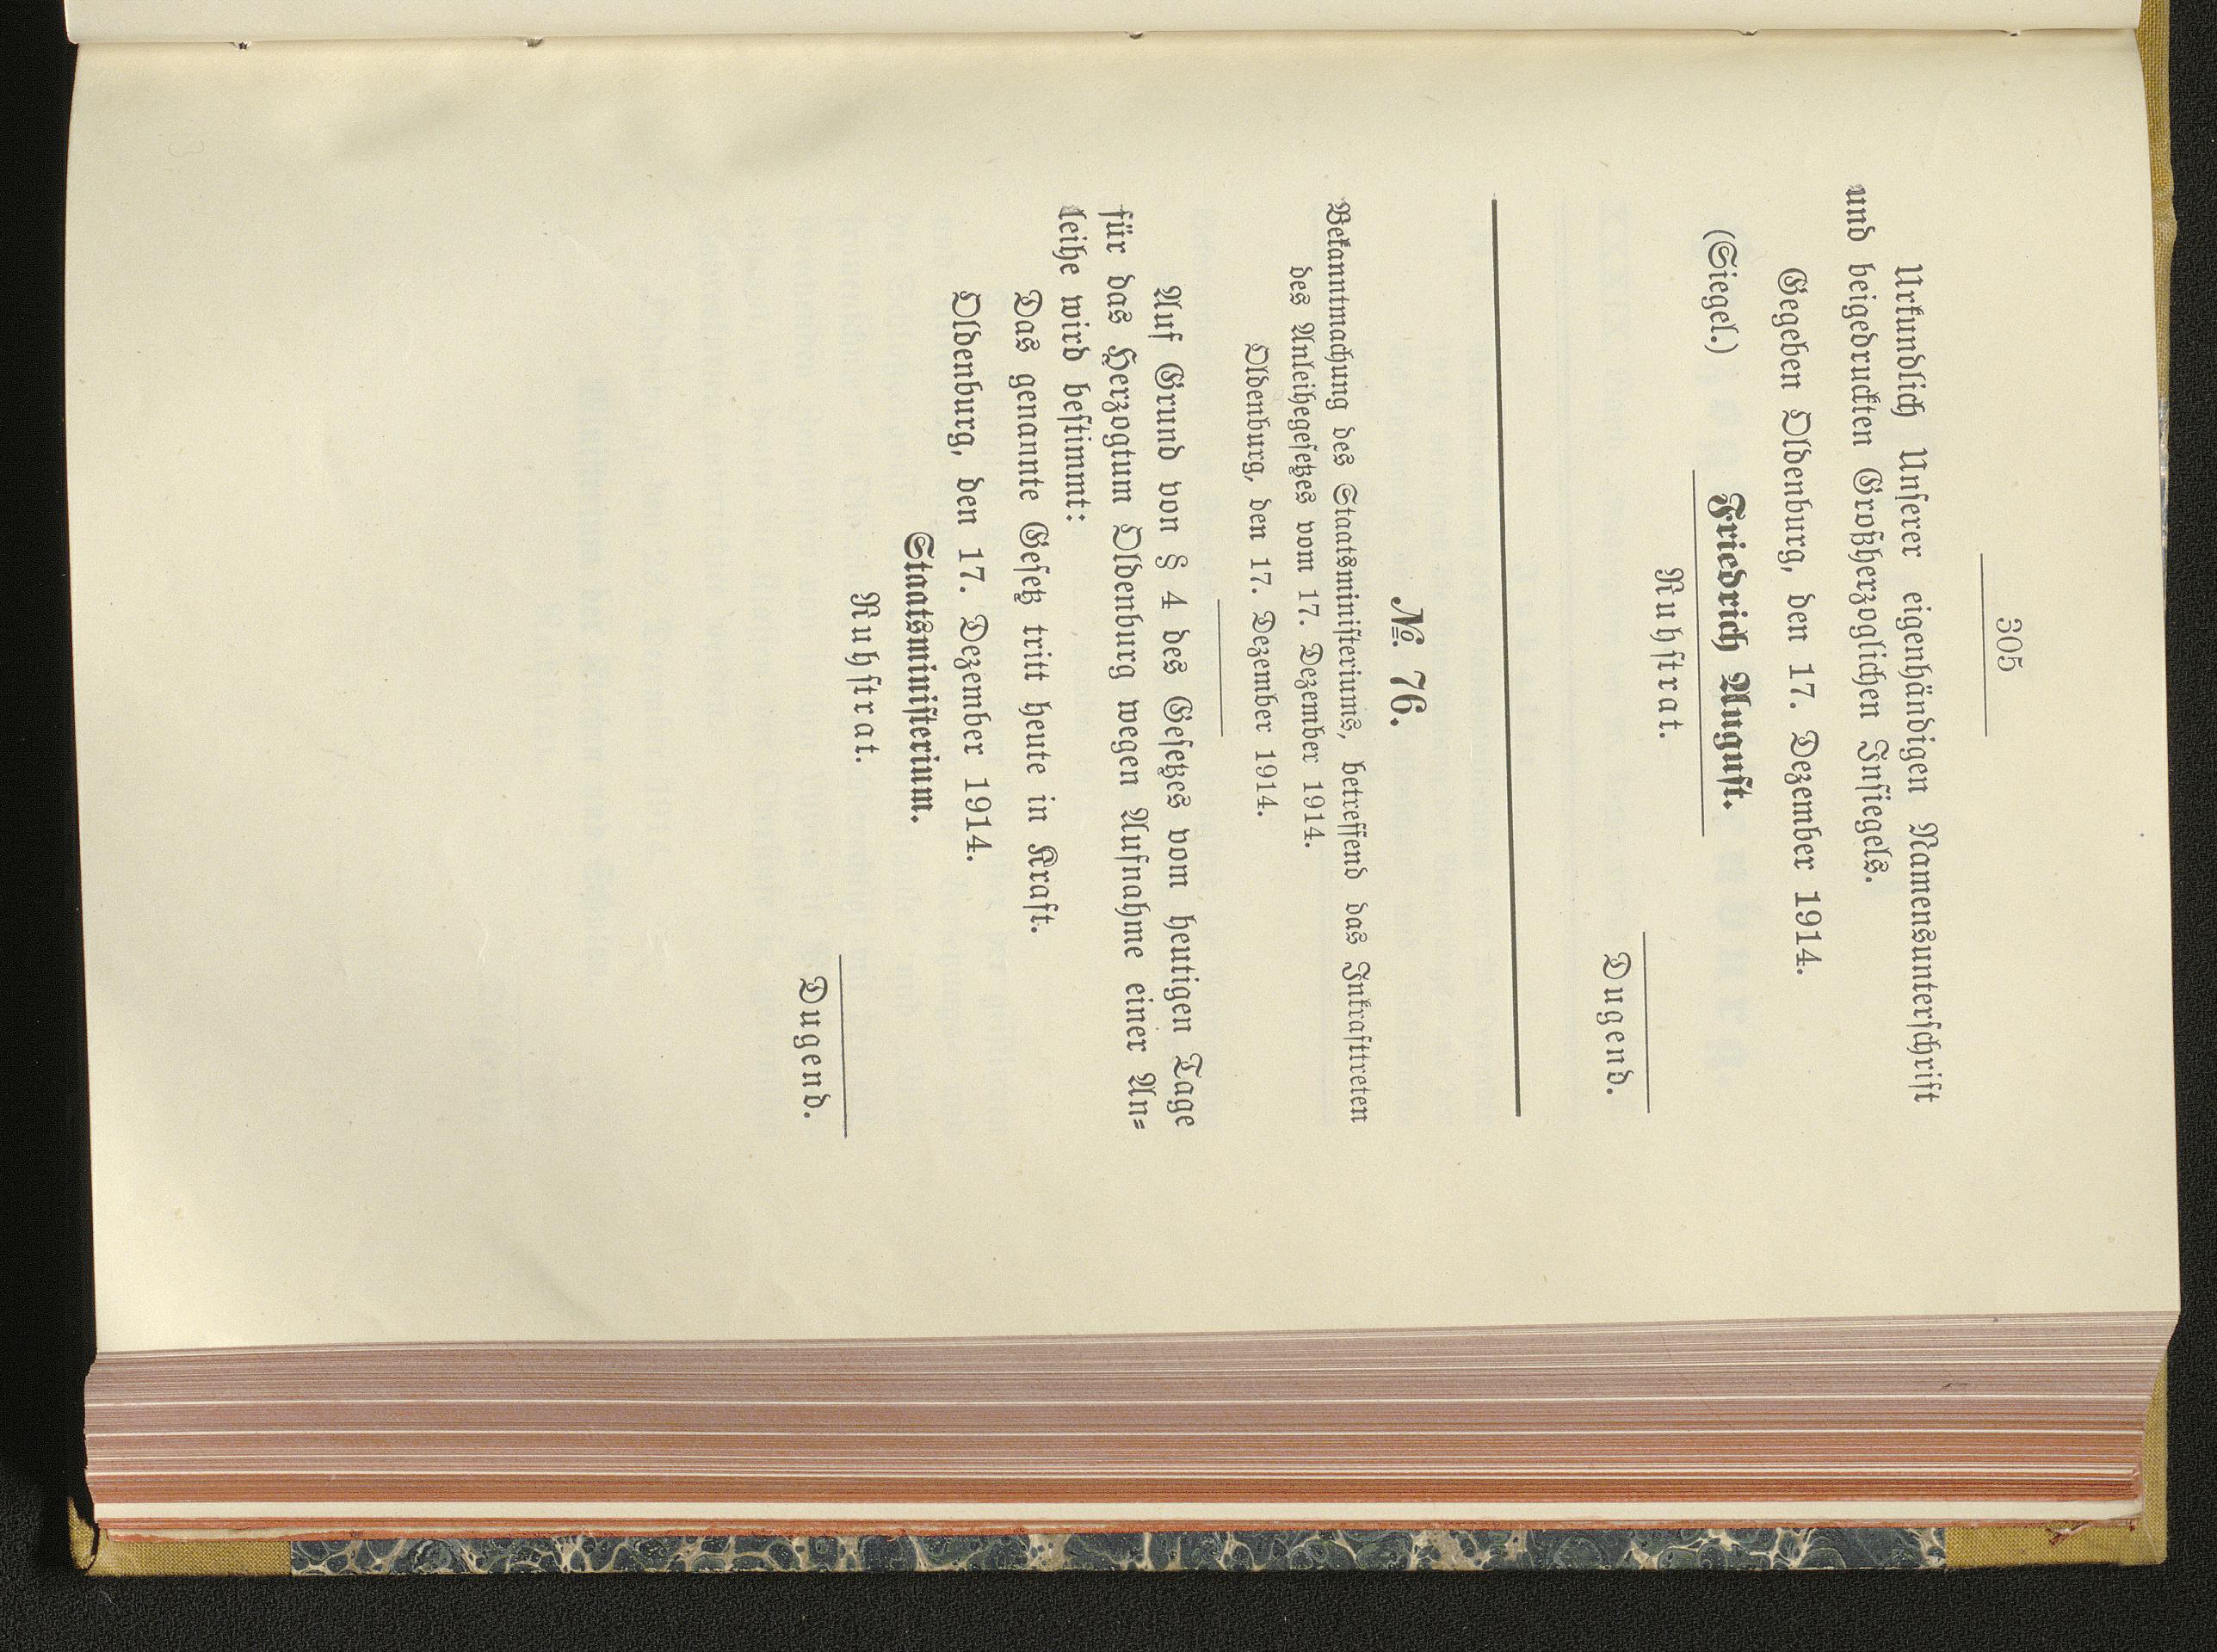 305
Urkundlich Unserer eigenhändigen Namensunterschrift
und beigedruckten Großherzoglichen Insiegels.
Gegeben Oldenburg, den 17. Dezember 1914.
(Siegel.) Friedrich August.
Ruhstrat.
Dugend.
№ 76.
Bekanntmachung des Staatsministeriums, betreffend das Inkrafttreten
des Anleihegesetzes vom 17. Dezember 1914.
Oldenburg, den 17. Dezember 1914.
Auf Grund von § 4 des Gesetzes vom heutigen Tage
für das Herzogtum Oldenburg wegen Aufnahme einer An-
leihe wird bestimmt:
Das genannte Gesetz tritt heute in Kraft.
Oldenburg, den 17. Dezember 1914.
Staatsministerium.
Ruhstrat.
Dugend.